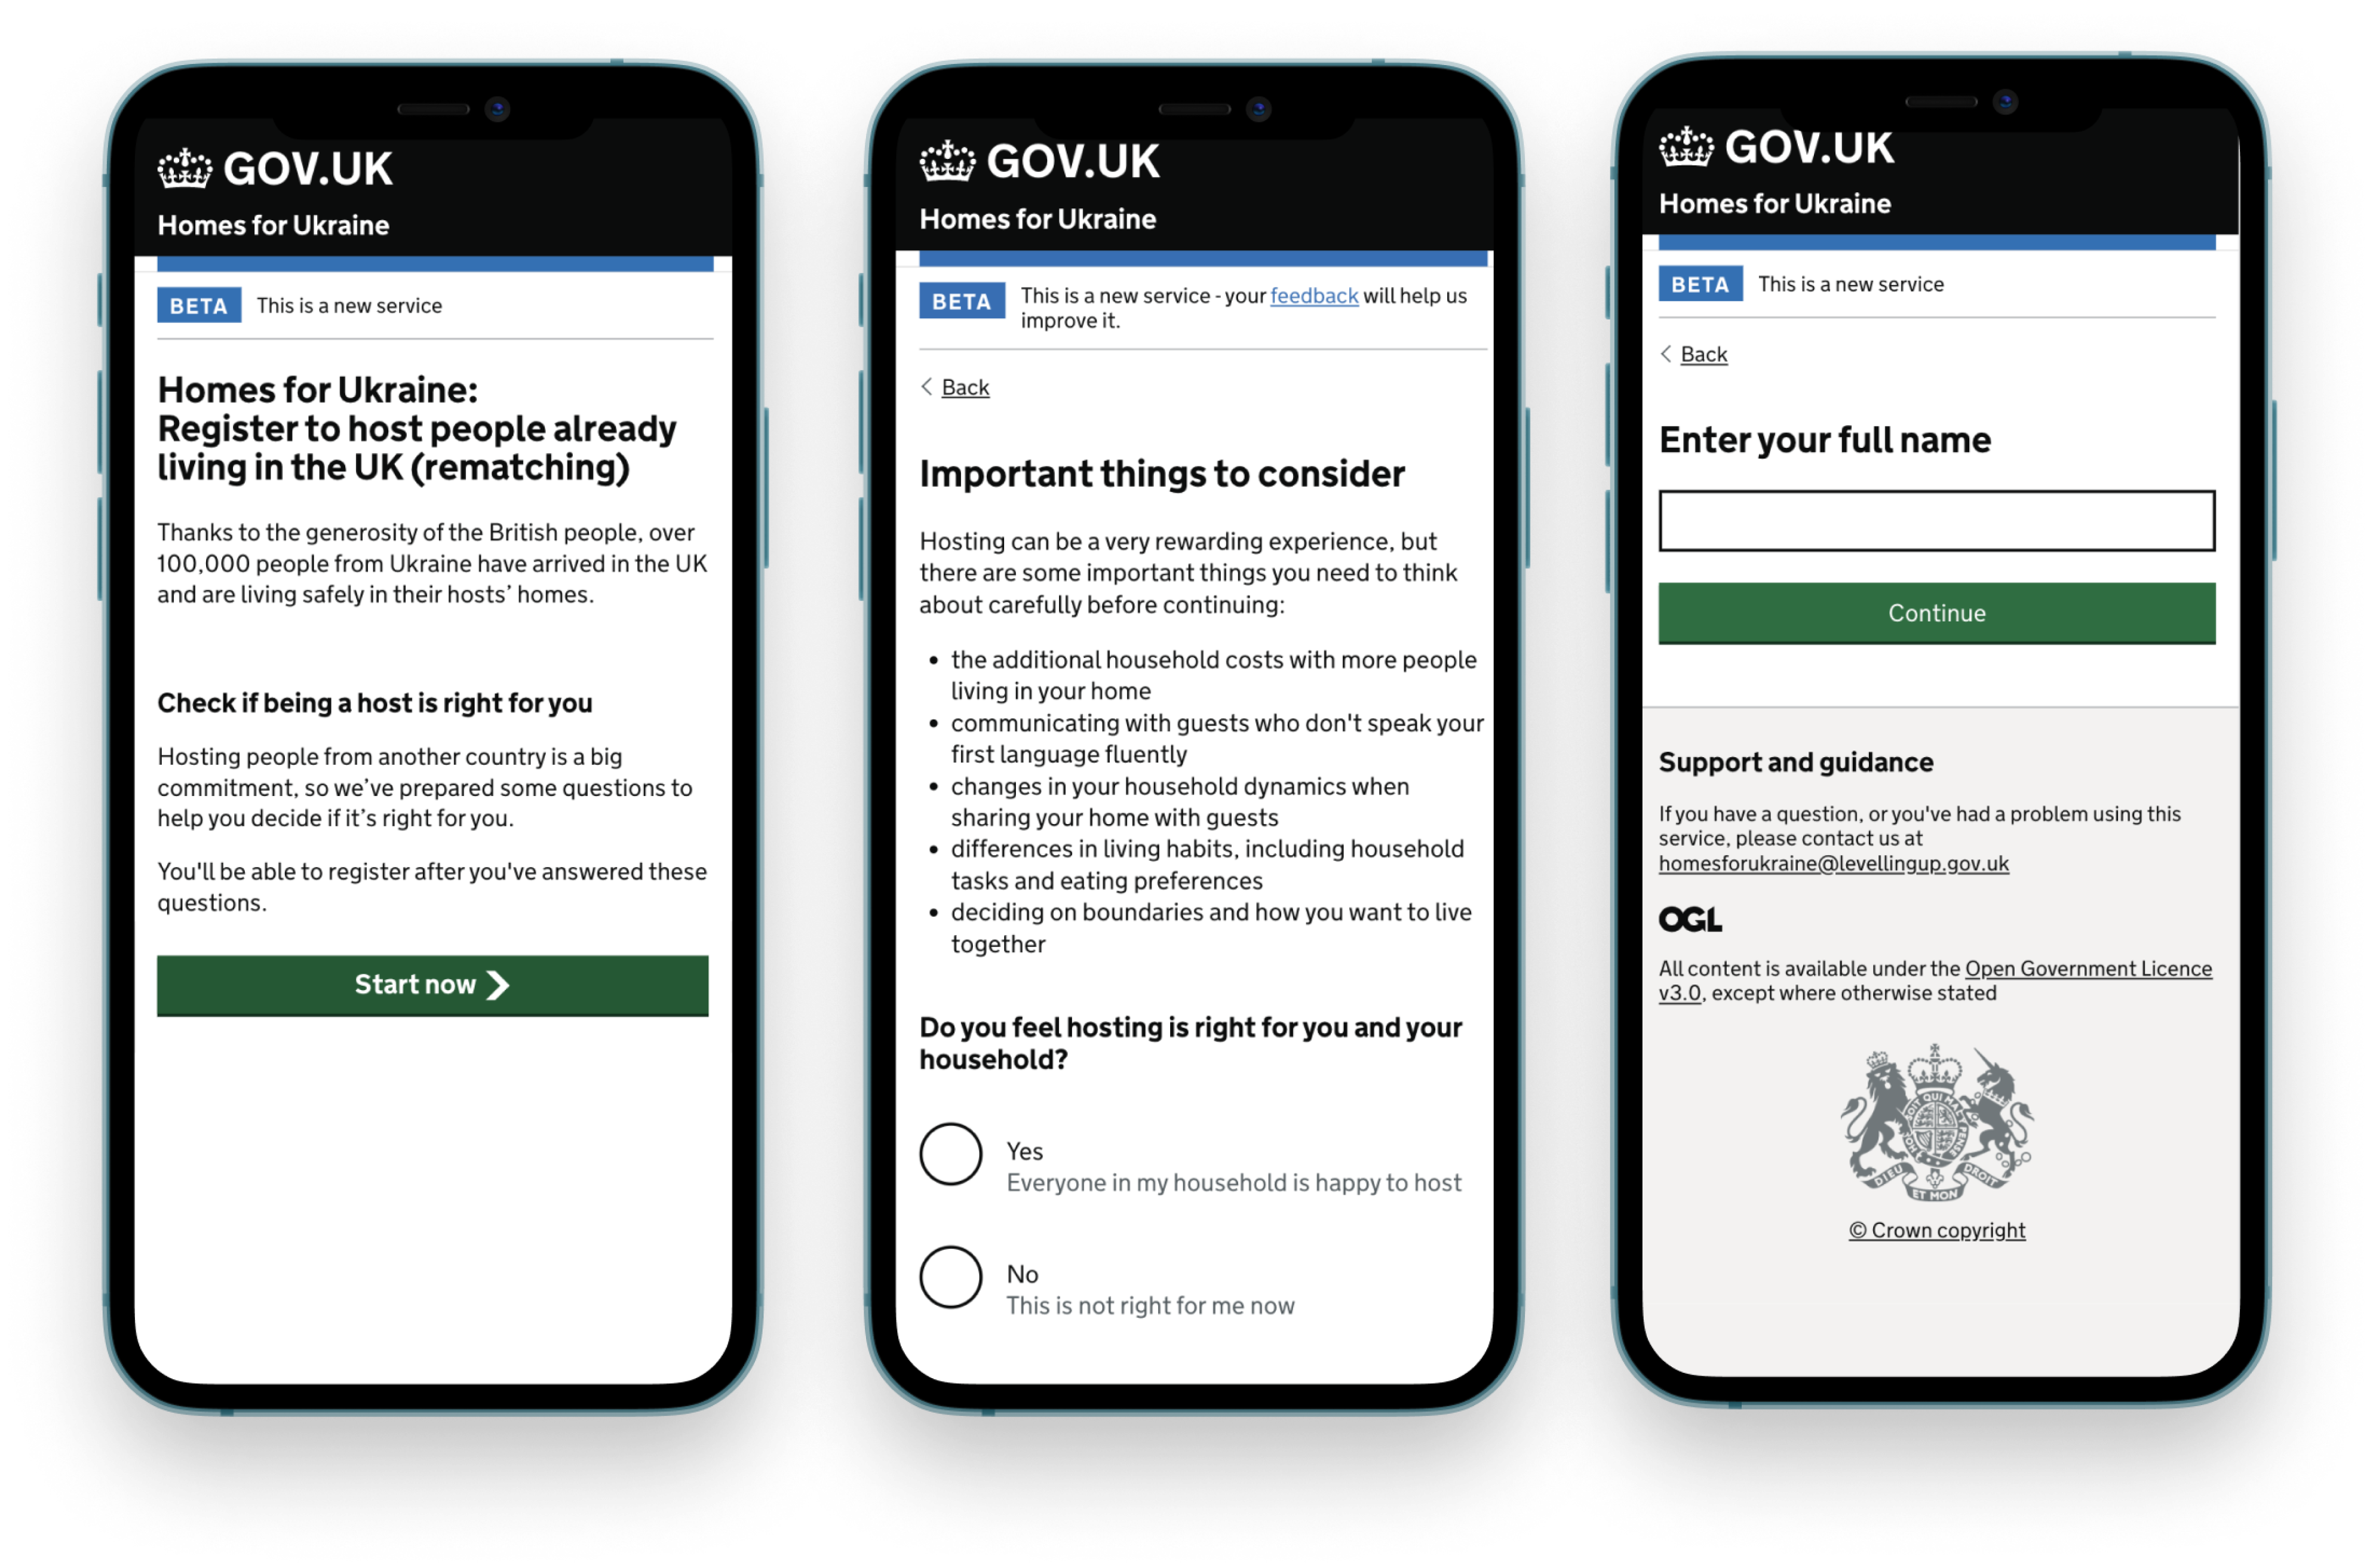 GOV.UK
Homes for Ukraine
BETA This is a new service
Homes for Ukraine:
Register to host people already
living in the UK (rematching)
Thanks to the generosity of the British people, over
100,000 people from Ukraine have arrived in the UK
and are living safely in their hosts’ homes.
Check if being a host is right for you
Hosting people from another country is a big
commitment, so we’ve prepared some questions to
help you decide if it’s right for you.
You'll be able to register after you've answered these
questions.
Start now
GOV.UK
Homes for Ukraine
BETA This is a new service - your feedback will help us
improve it.
Back
Important things to consider
Hosting can be a very rewarding experience, but
there are some important things you need to think
about carefully before continuing:
• the additional household costs with more people
living in your home
• communicating with guests who don't speak your
first language fluently
• changes in your household dynamics when
sharing your home with guests
• differences in living habits, including household
tasks and eating preferences
• deciding on boundaries and how you want to live
together
Do you feel hosting is right for you and your
household?
Yes
Everyone in my household is happy to host
No
This is not right for me now
GOV.UK
Homes for Ukraine
BETA This is a new service
Back
Enter your full name
Continue
Support and guidance
If you have a question, or you've had a problem using this
service, please contact us at
homesforukraine@levellingup.gov.uk
OGL
All content is available under the Open Government Licence
v3.0, except where otherwise stated
SOIT QUI MAL
PENSE
DIEU ET MON DROIT
© Crown copyright